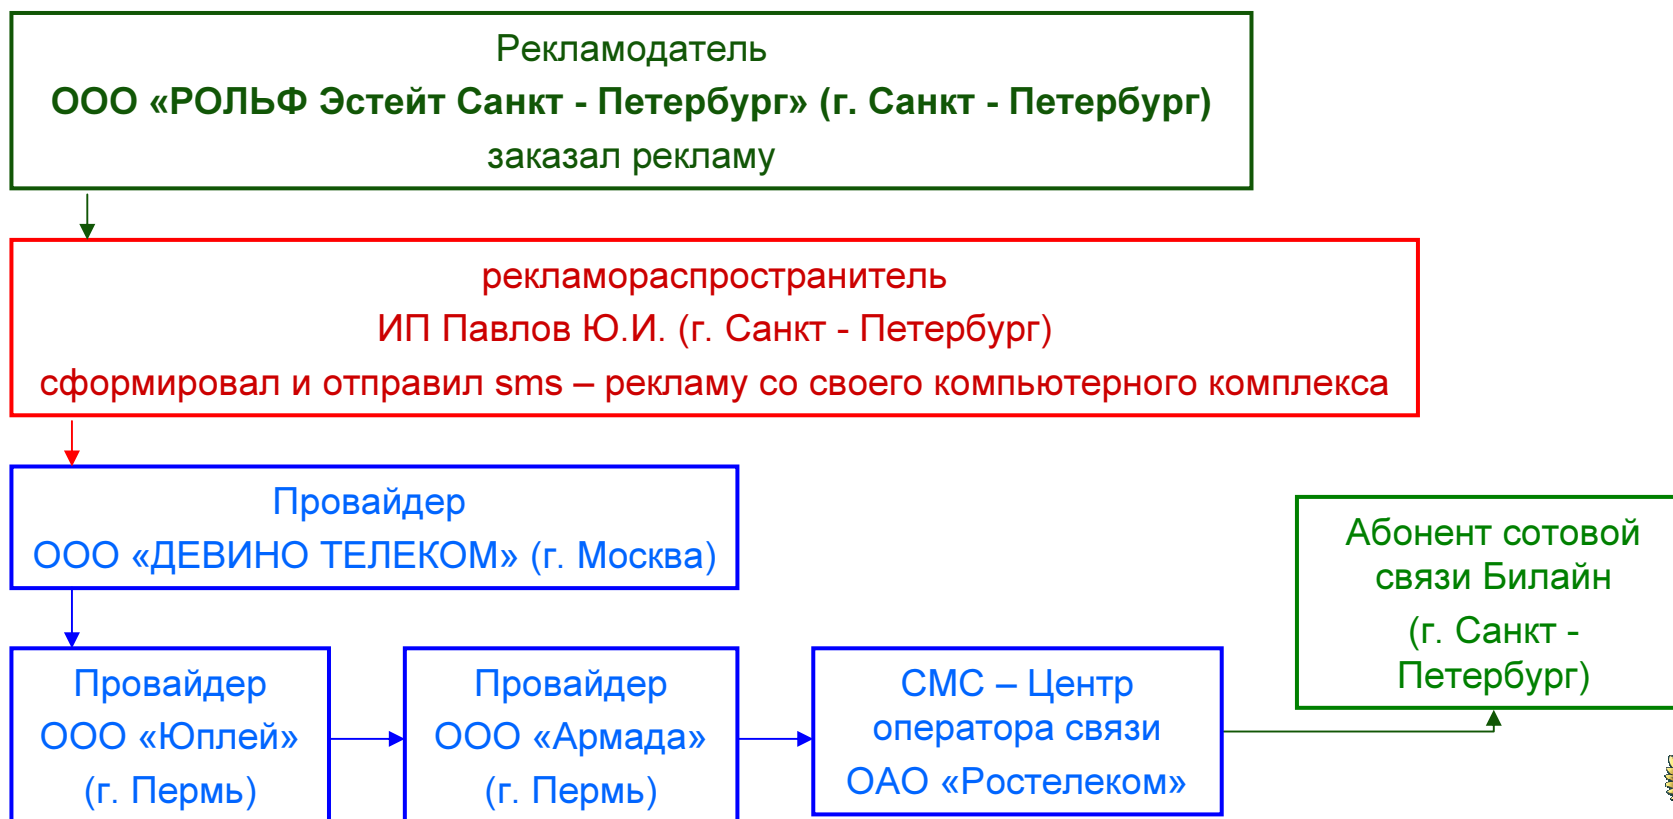 Рекламодатель
ООО «РОЛЬФ Эстейт Санкт - Петербург» (г. Санкт - Петербург)
заказал рекламу
рекламораспространитель
ИП Павлов Ю.И. (г. Санкт - Петербург)
сформировал и отправил sms – рекламу со своего компьютерного комплекса
Провайдер
ООО «ДЕВИНО ТЕЛЕКОМ» (г. Москва)
Абонент сотовой
связи Билайн
(г. Санкт -
Петербург)
Провайдер
ООО «Юплей»
(г. Пермь)
Провайдер
ООО «Армада»
(г. Пермь)
СМС – Центр
оператора связи
ОАО «Ростелеком»